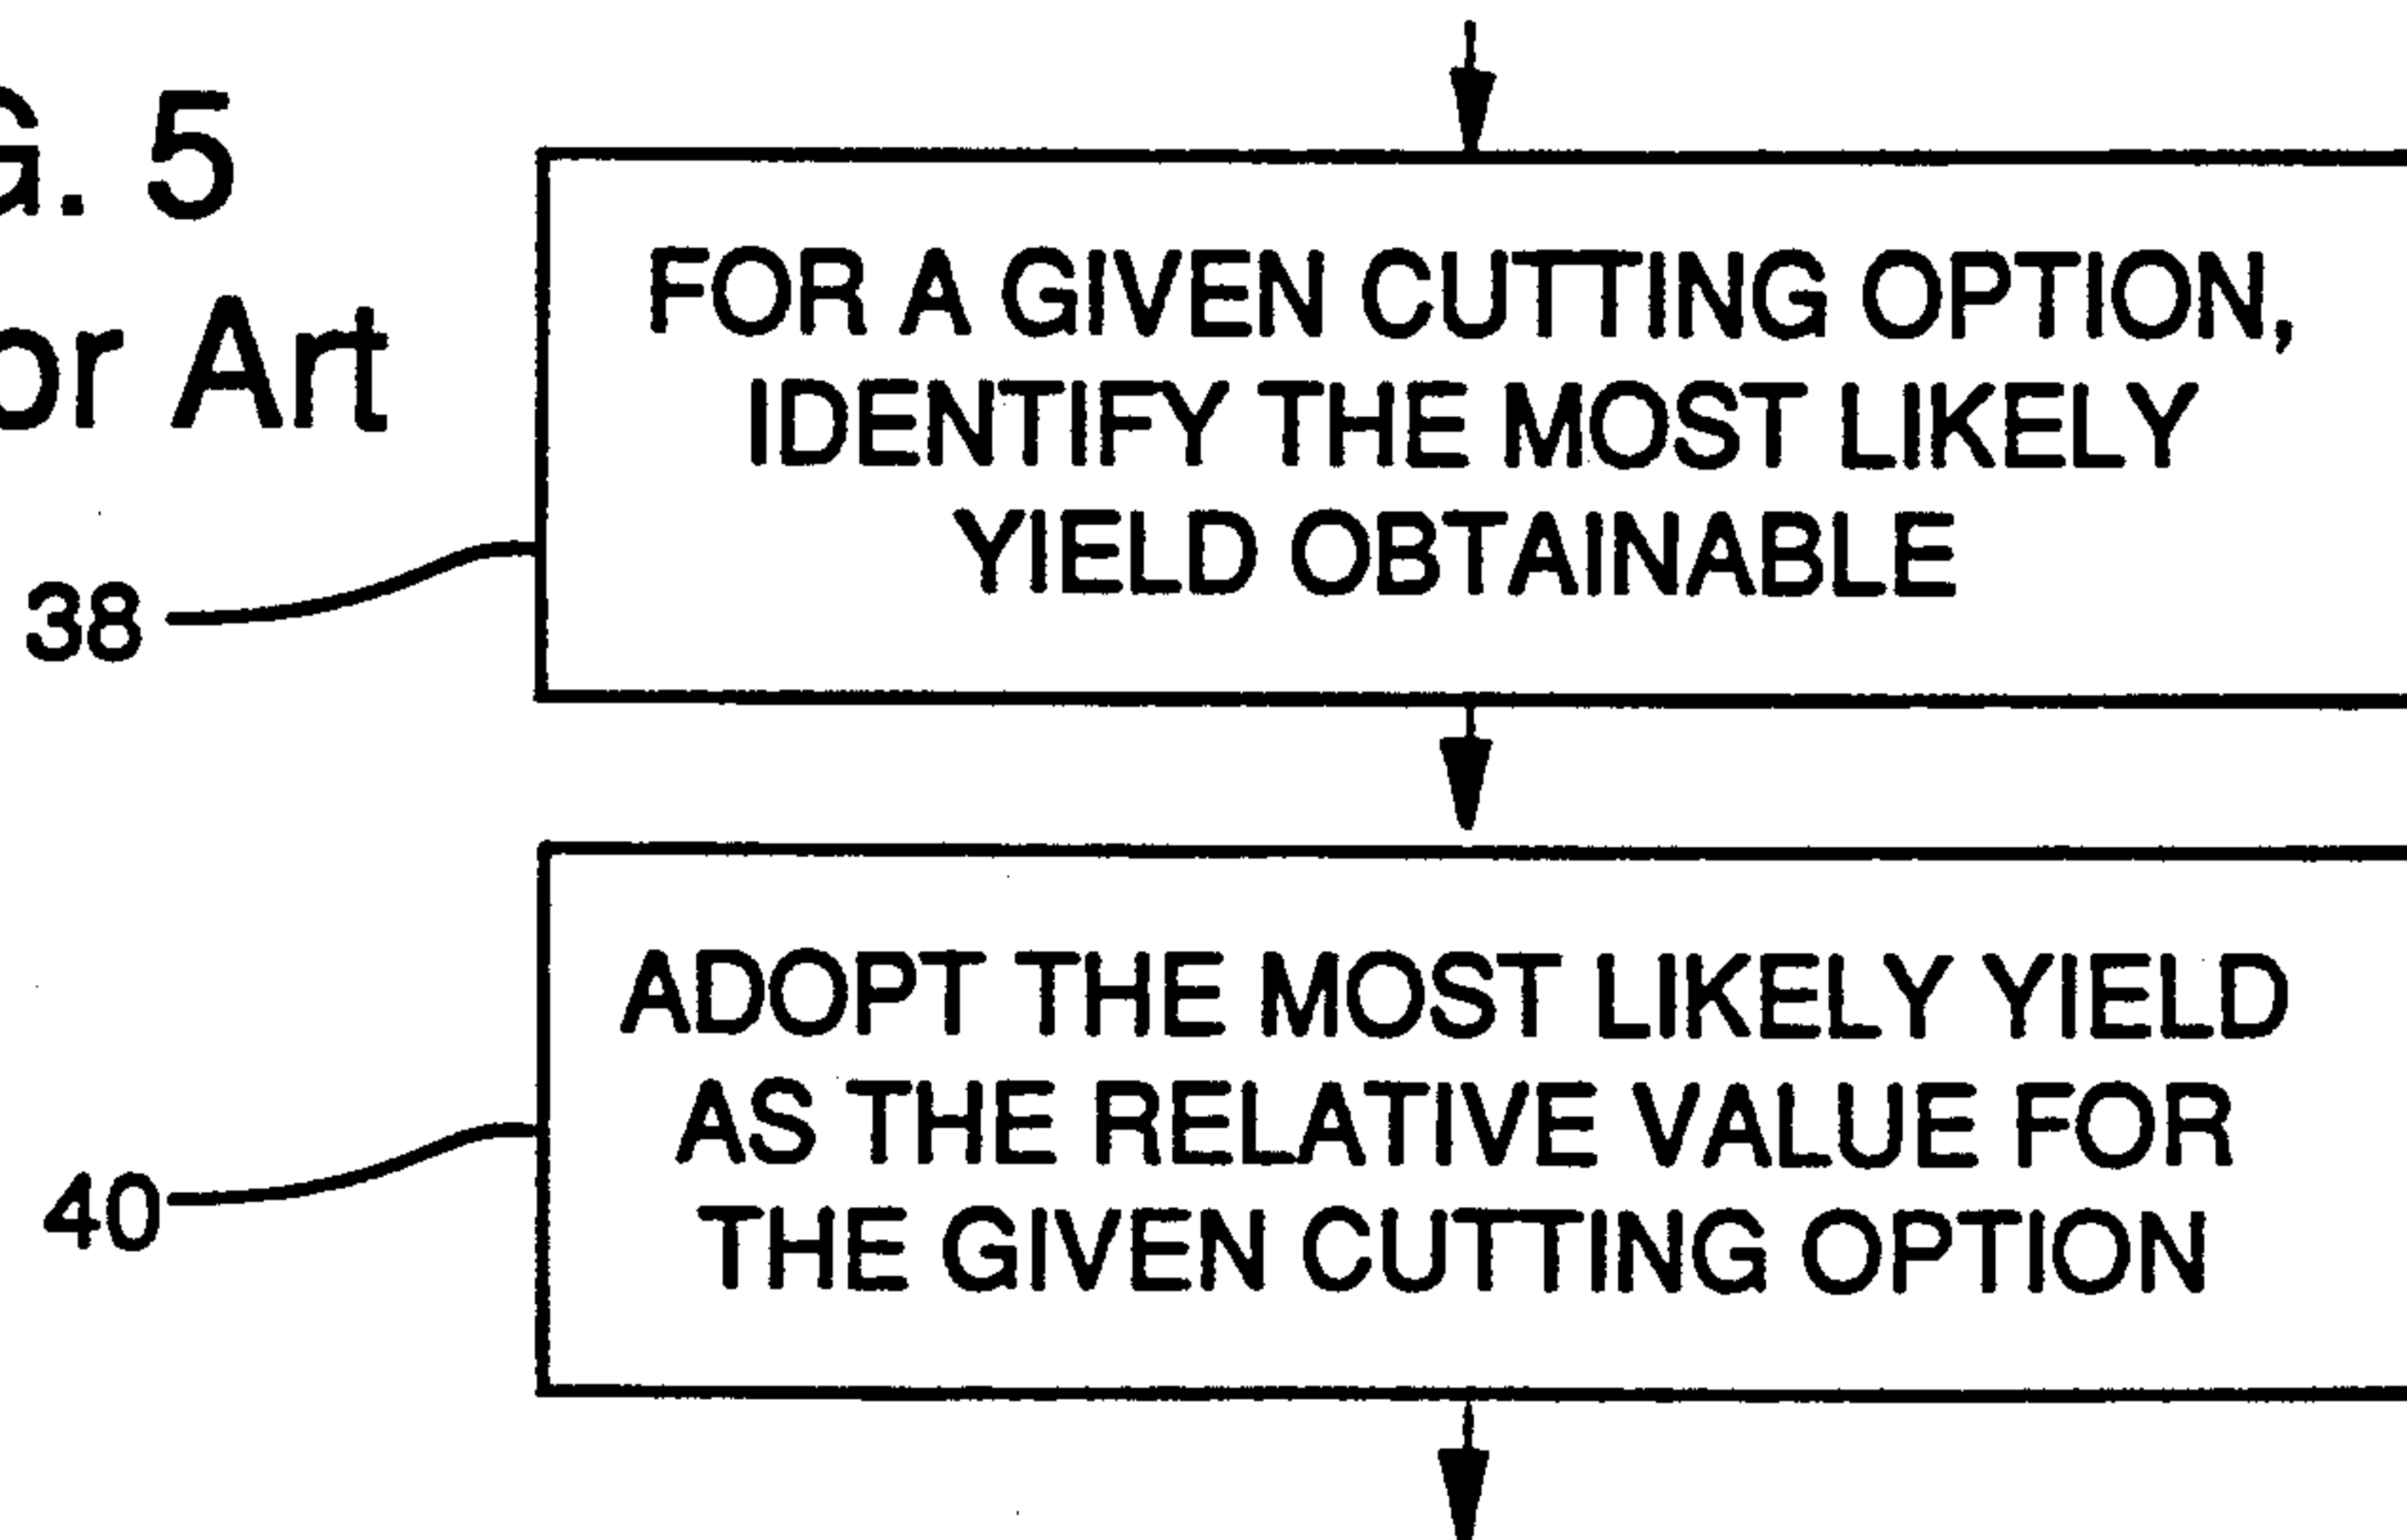 G. 5
or Art
FOR A GIVEN CUTTING OPTION,
IDENTIFY THE MOST LIKELY
YIELD OBTAINABLE
38
ADOPT THE MOST LIKELY YIELD
AS THE RELATIVE VALUE FOR
THE GIVEN CUTTING OPTION
40